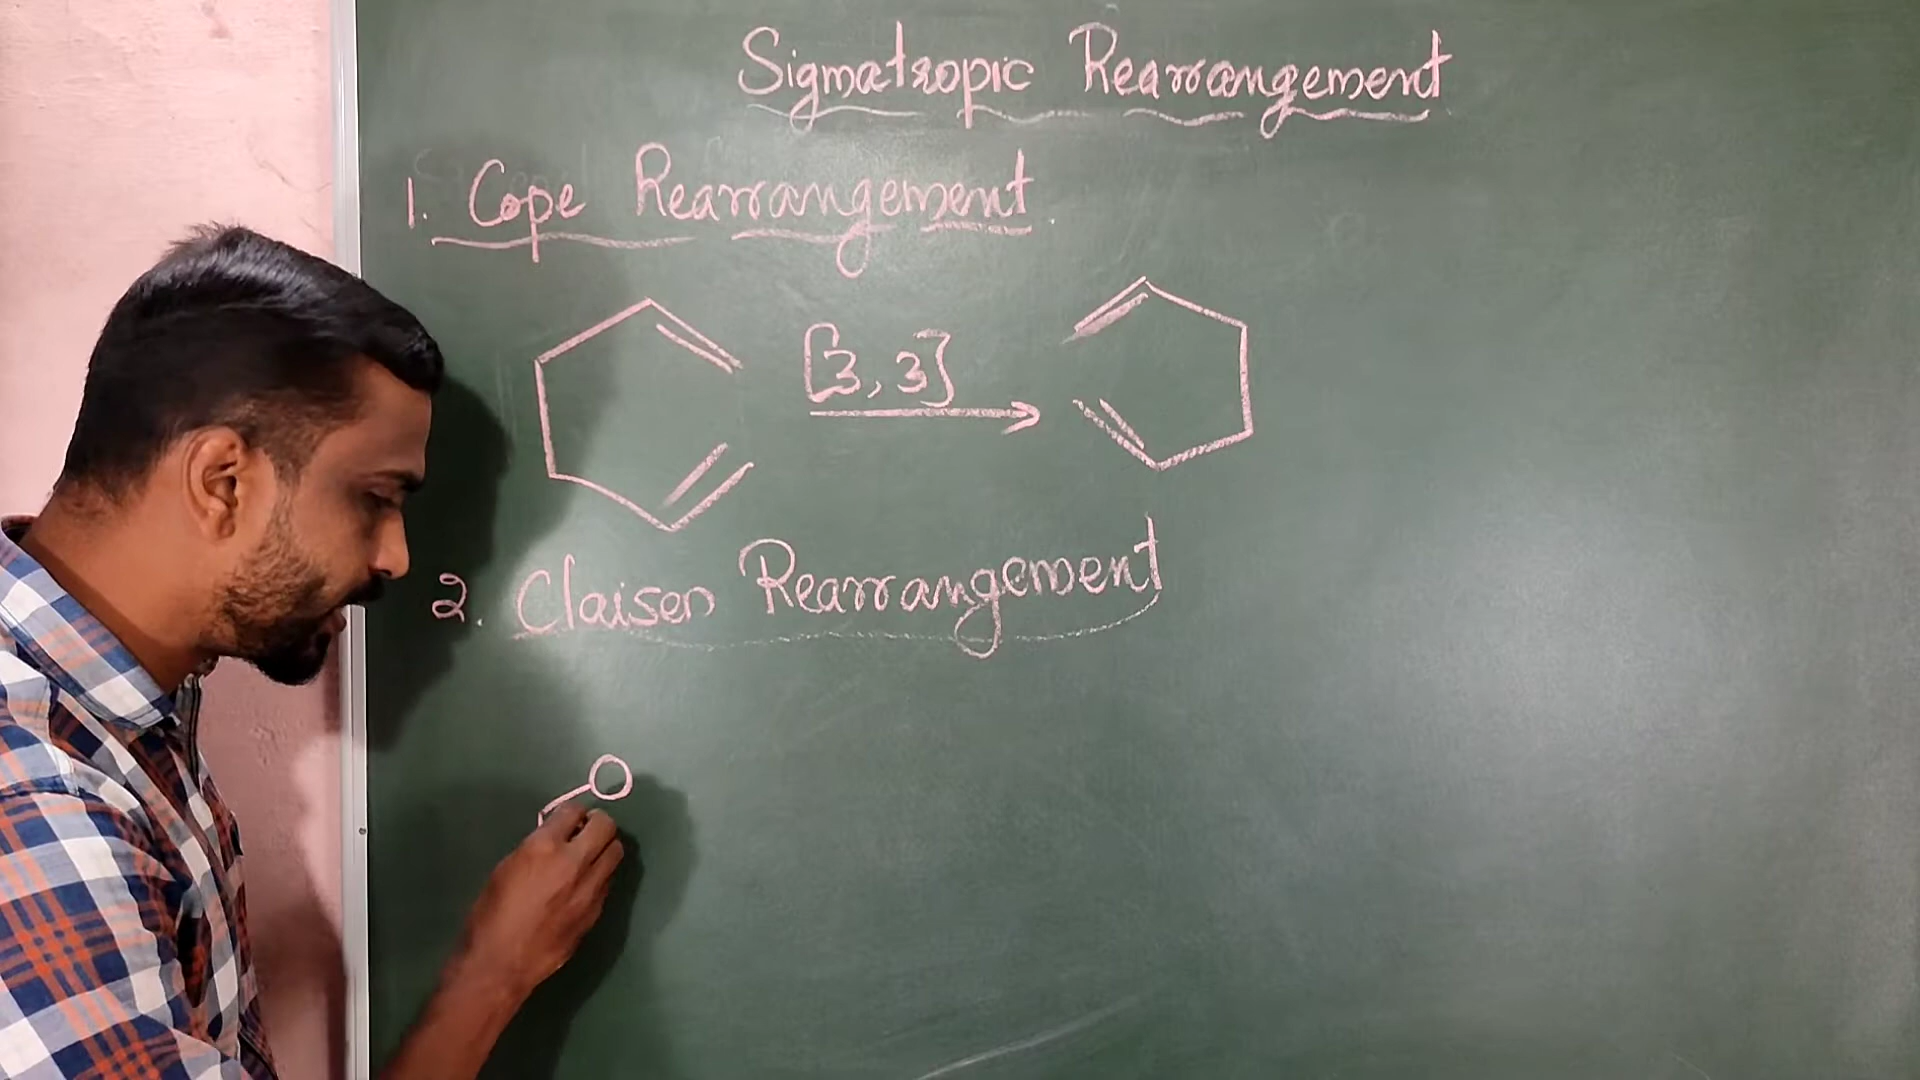 Sigmatropic Rearrangement
1. Cope Rearrangement
[3,3]
2. Claisen Rearrangement
O